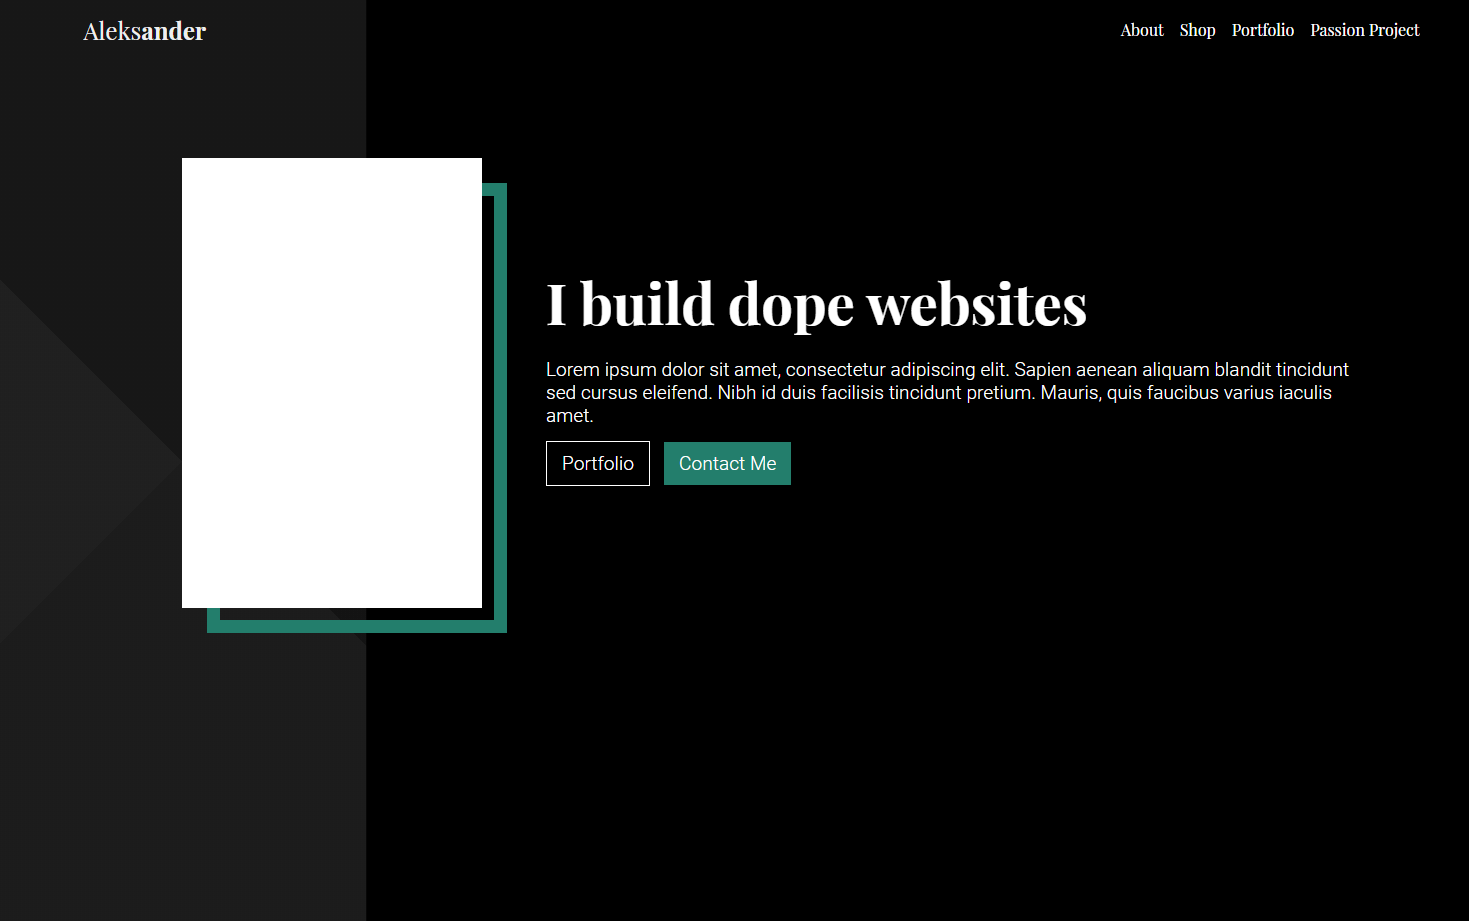 Aleksander
About Shop Portfolio Passion Project
I build dope websites
Lorem ipsum dolor sit amet, consectetur adipiscing elit. Sapien aenean aliquam blandit tincidunt
sed cursus eleifend. Nibh id duis facilisis tincidunt pretium. Mauris, quis faucibus varius iaculis
amet.
Portfolio Contact Me